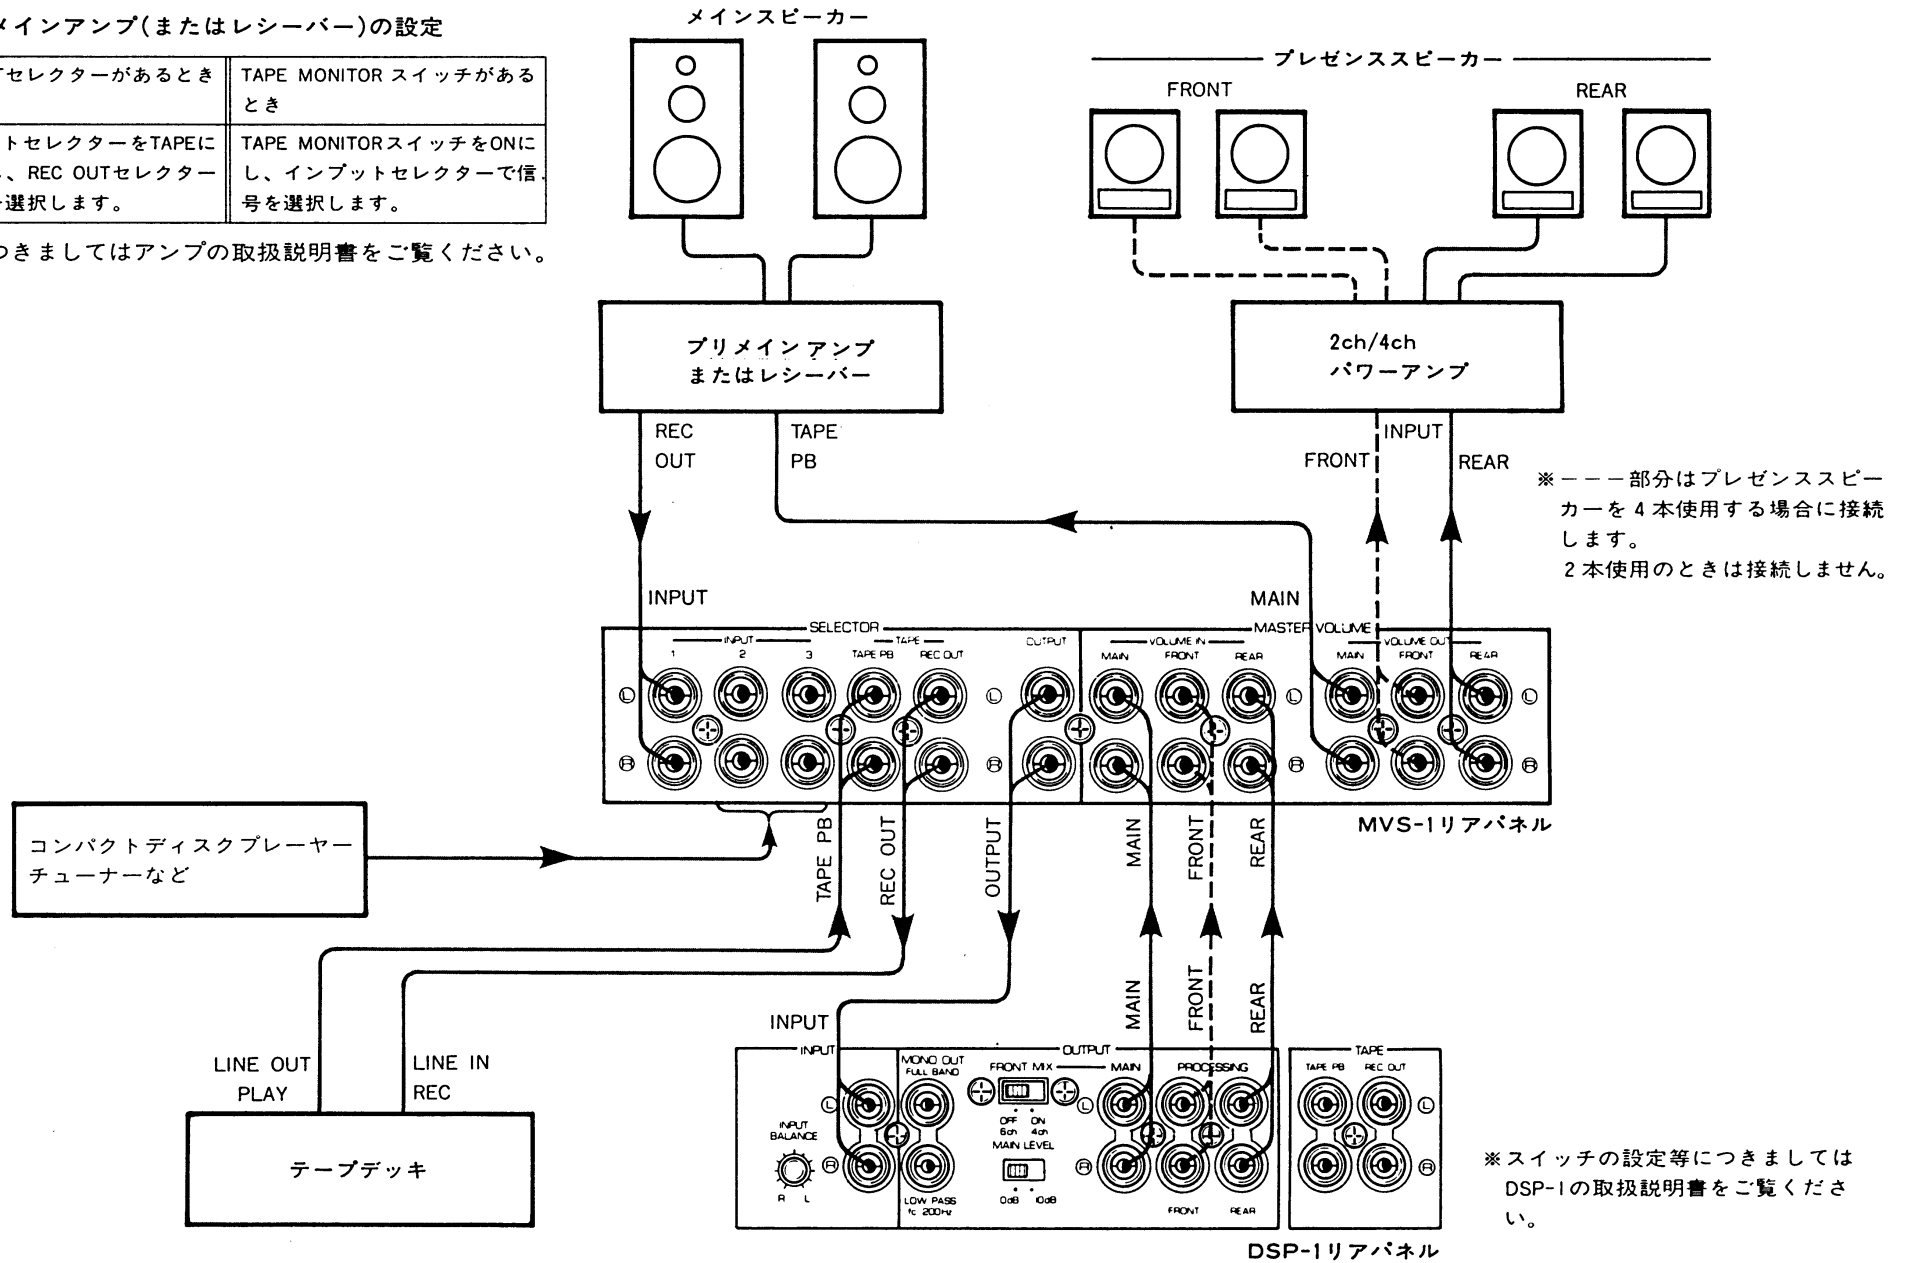 メインアンプ(またはレシーバー)の設定
Tセレクターがあるとき
TAPE MONITOR スイッチがある
とき
トセレクターをTAPEに
、REC OUTセレクター
を選択します。
TAPE MONITORスイッチをONに
し、インプットセレクターで信
号を選択します。
つきましてはアンプの取扱説明書をご覧ください。
メインスピーカー
プレゼンススピーカー
FRONT
REAR
プリメインアンプ
またはレシーバー
2ch/4ch
パワーアンプ
REC
OUT
TAPE
PB
INPUT
FRONT
REAR
※ーーー部分はプレゼンススピー
カーを4本使用する場合に接続
します。
2本使用のときは接続しません。
INPUT
MAIN
SELECTOR
MASTER VOLUME
INPUT
TAPE
OUTPUT
VOLUME IN
VOLUME OUT
1
2
3
TAPE PB
REC OUT
MAIN
FRONT
REAR
MAIN
FRONT
REAR
L
L
L
L
R
R
R
R
MVS-1リアパネル
コンパクトディスクプレーヤー
チューナーなど
TAPE PB
REC OUT
OUTPUT
MAIN
FRONT
REAR
MAIN
FRONT
REAR
INPUT
LINE OUT
PLAY
LINE IN
REC
テープデッキ
INPUT
OUTPUT
TAPE
MONO OUT
FULL BAND
FRONT MIX
MAIN
PROCESSING
TAPE PB
REC OUT
L
L
L
OFF
ON
6ch
4ch
INPUT
BALANCE
MAIN LEVEL
R
R
R
R
L
LOW PASS
fc 200Hz
0dB
10dB
FRONT
REAR
DSP-1リアパネル
※スイッチの設定等につきましては
DSP-1の取扱説明書をご覧くださ
い。